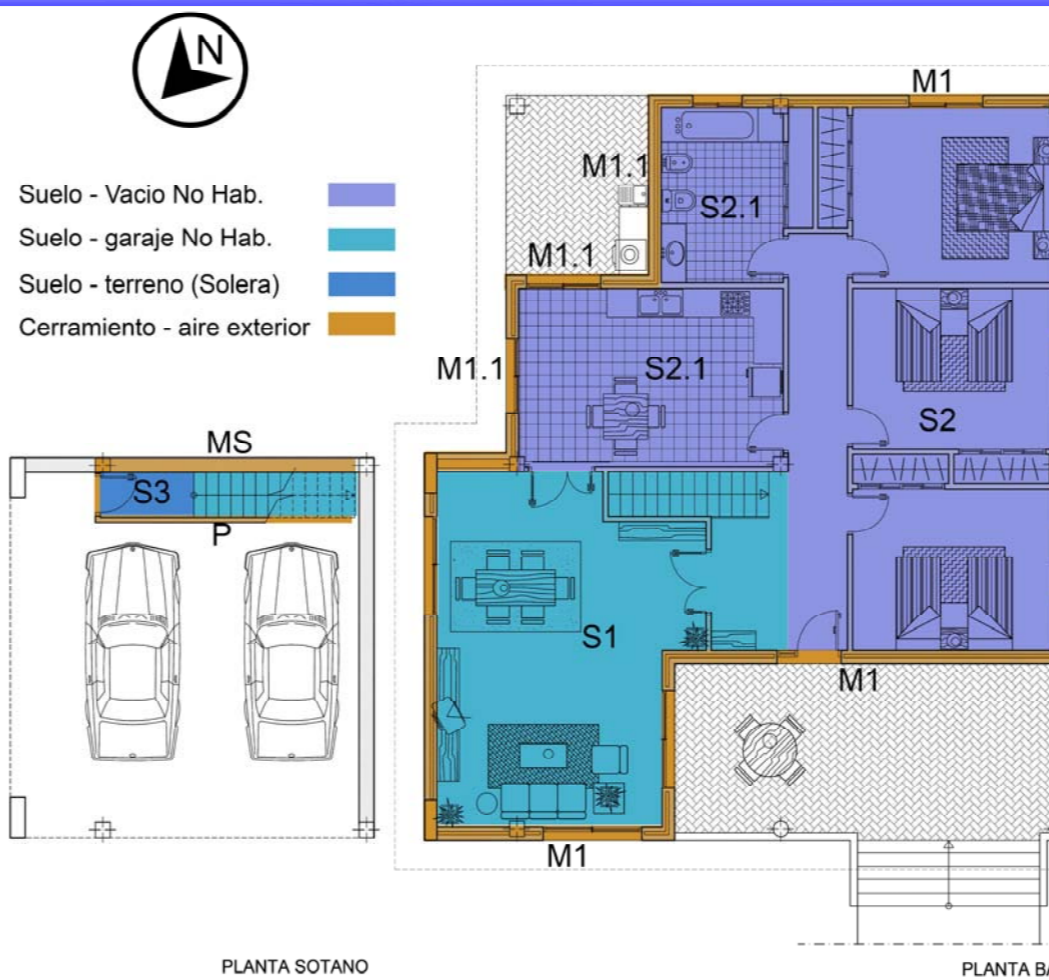 N
Suelo - Vacio No Hab.
Suelo - garaje No Hab.
Suelo - terreno (Solera)
Cerramiento - aire exterior
M1
M1.1
S2.1
M1.1
M1.1
S2.1
S2
MS
S3
P
S1
M1
M1
PLANTA SOTANO
PLANTA BA